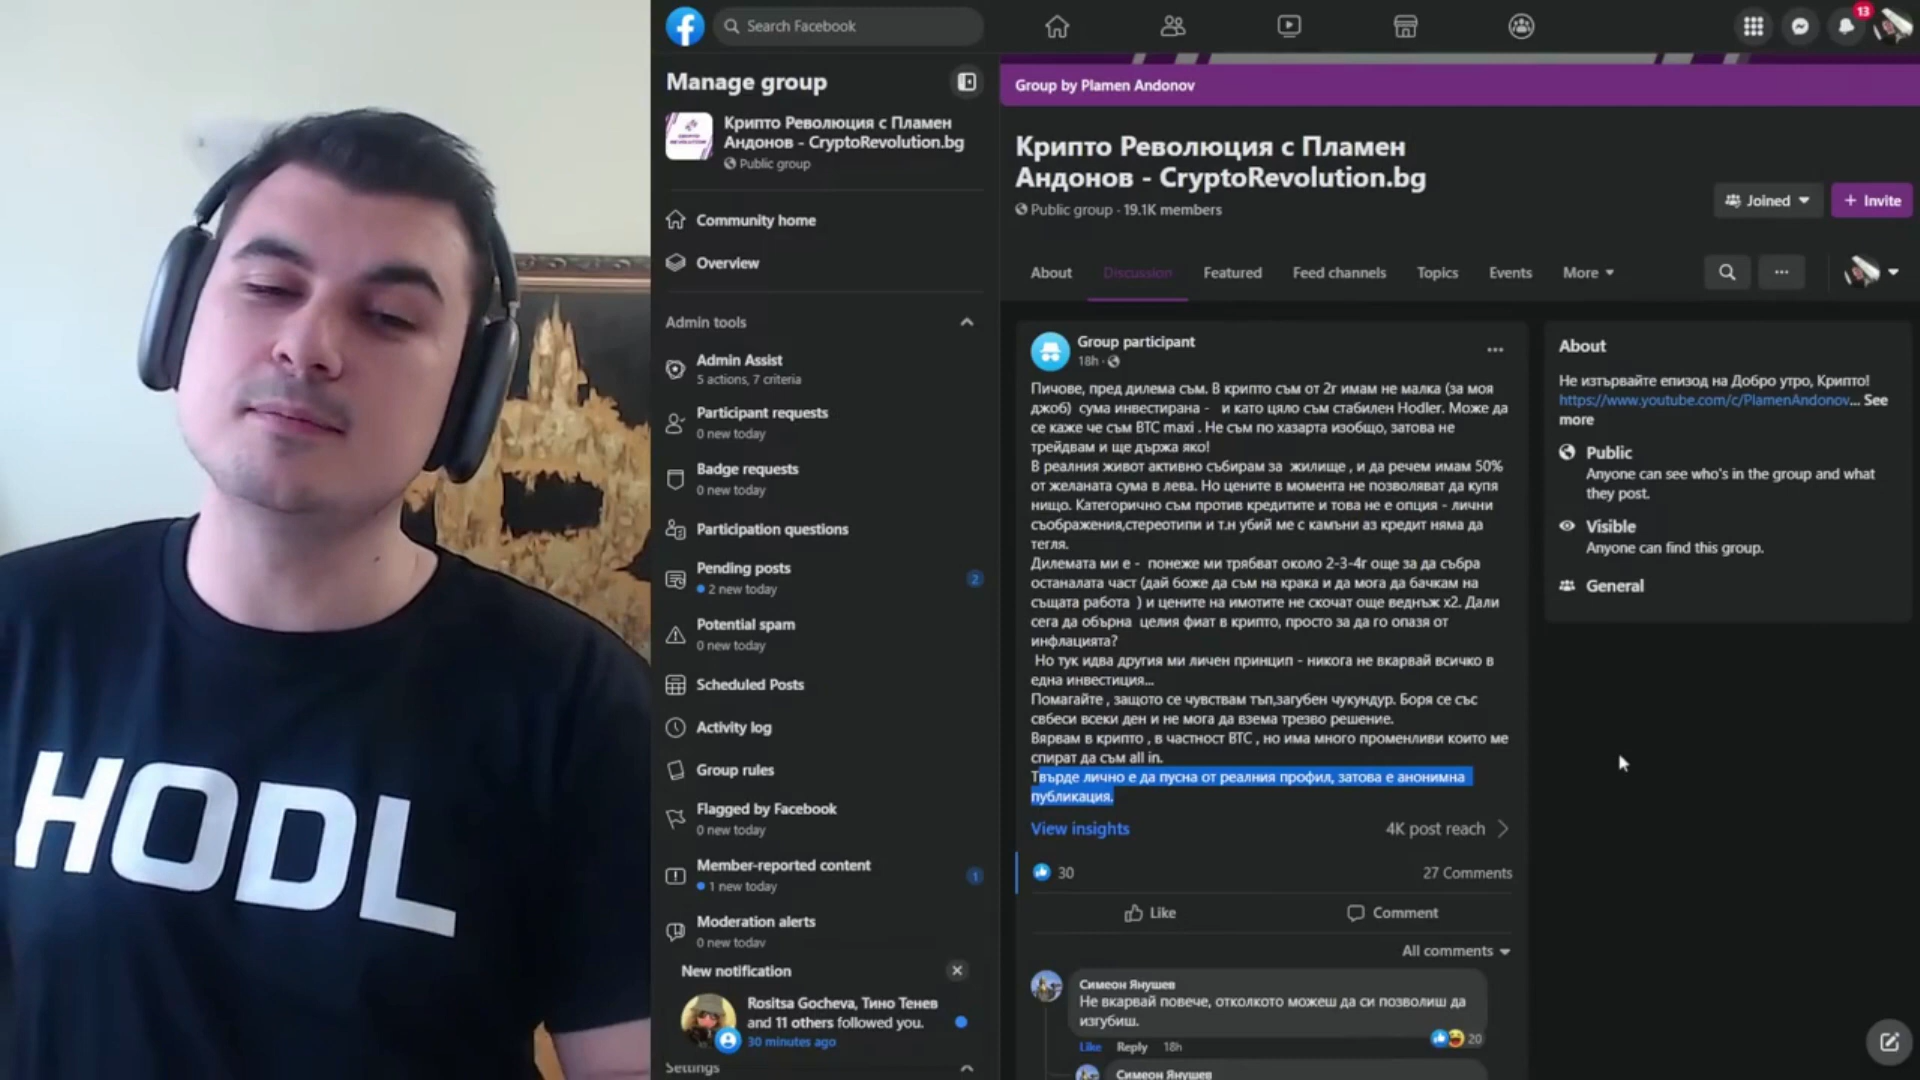 HODL
Search Facebook
13
Manage group
Крипто Революция с Пламен
Андонов - CryptoRevolution.bg
Public group
Community home
Overview
Admin tools
Admin Assist
5 actions, 7 criteria
Participant requests
0 new today
Badge requests
0 new today
Participation questions
Pending posts
2 new today
2
Potential spam
0 new today
Scheduled Posts
Activity log
Group rules
Flagged by Facebook
0 new today
Member-reported content
1 new today
1
Moderation alerts
0 new today
New notification
Rositsa Gocheva, Тино Тенев
and 11 others followed you.
30 minutes ago
Settings
Group by Plamen Andonov
Крипто Революция с Пламен
Андонов - CryptoRevolution.bg
Public group · 19.1K members
Joined
+ Invite
About Discussion Featured Feed channels Topics Events More
Group participant
18h ·
Пичове, пред дилема съм. В крипто съм от 2г имам не малка (за моя
джоб) сума инвестирана - и като цяло съм стабилен Hodler. Може да
се каже че съм BTC maxi . Не съм по хазарта изобщо, затова не
трейдвам и ще държа яко!
В реалния живот активно събирам за жилище , и да речем имам 50%
от желаната сума в лева. Но цените в момента не позволяват да купя
нищо. Категорично съм против кредитите и това не е опция - лични
съображения,стереотипи и т.н убий ме с камъни аз кредит няма да
тегля.
Дилемата ми е - понеже ми трябват около 2-3-4г още за да събра
останалата част (дай боже да съм на крака и да мога да бачкам на
същата работа ) и цените на имотите не скочат още веднъж x2. Дали
сега да обърна целия фиат в крипто, просто за да го опазя от
инфлацията?
Но тук идва другия ми личен принцип - никога не вкарвай всичко в
една инвестиция...
Помагайте , защото се чувствам тъп,загубен чукундур. Боря се със
свбеси всеки ден и не мога да взема трезво решение.
Вярвам в крипто , в частност BTC , но има много променливи които ме
спират да съм all in.
Твърде лично е да пусна от реалния профил, затова е анонимна
публикация.
View insights
4K post reach
30
27 Comments
Like
Comment
All comments
Симеон Янушев
Не вкарвай повече, отколкото можеш да си позволиш да
изгубиш.
Like Reply 18h
20
Симеон Янушев
About
Не изтървайте епизод на Добро утро, Крипто!
https://www.youtube.com/c/PlamenAndonov... See
more
Public
Anyone can see who's in the group and what
they post.
Visible
Anyone can find this group.
General